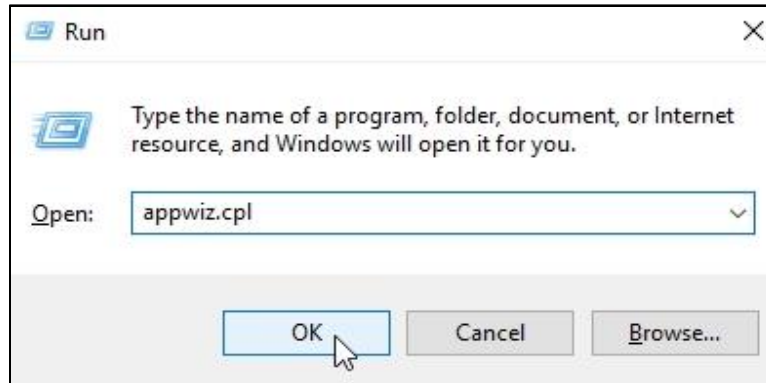 Run
Type the name of a program, folder, document, or Internet
resource, and Windows will open it for you.
Open: appwiz.cpl
OK Cancel Browse...